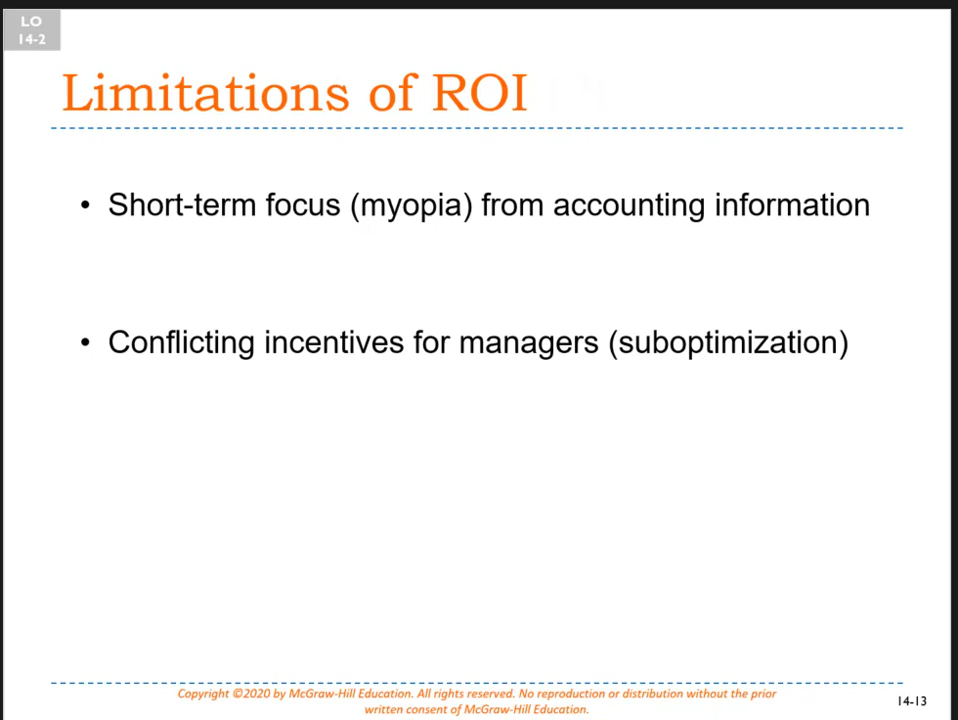 LO
14-2
Limitations of ROI
• Short-term focus (myopia) from accounting information
• Conflicting incentives for managers (suboptimization)
Copyright ©2020 by McGraw-Hill Education. All rights reserved. No reproduction or distribution without the prior
written consent of McGraw-Hill Education.
14-13